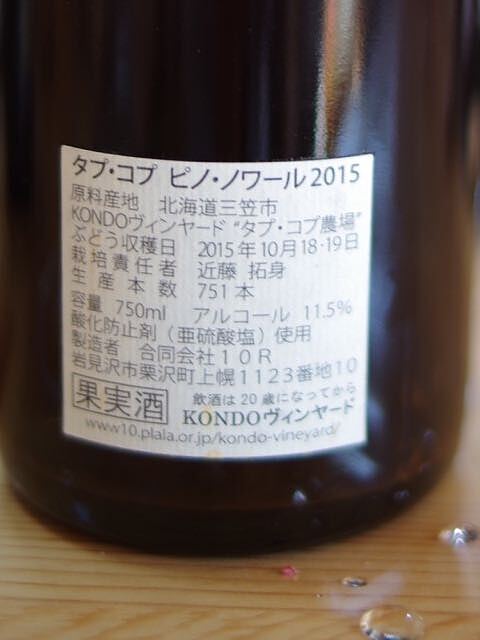 タプ・コプ ピノ・ノワール2015
原料産地 北海道三笠市
KONDOヴィンヤード "タプ・コプ農場"
ぶどう収穫日 2015年10月18・19日
栽培責任者 近藤 拓身
生産本数 751本
容量 750ml アルコール 11.5%
酸化防止剤（亜硫酸塩）使用
製造者 合同会社10R
岩見沢市栗沢町上幌1123番地10
果実酒
飲酒は20歳になってから
KONDOヴィンヤード
www10.plala.or.jp/kondo-vineyard/